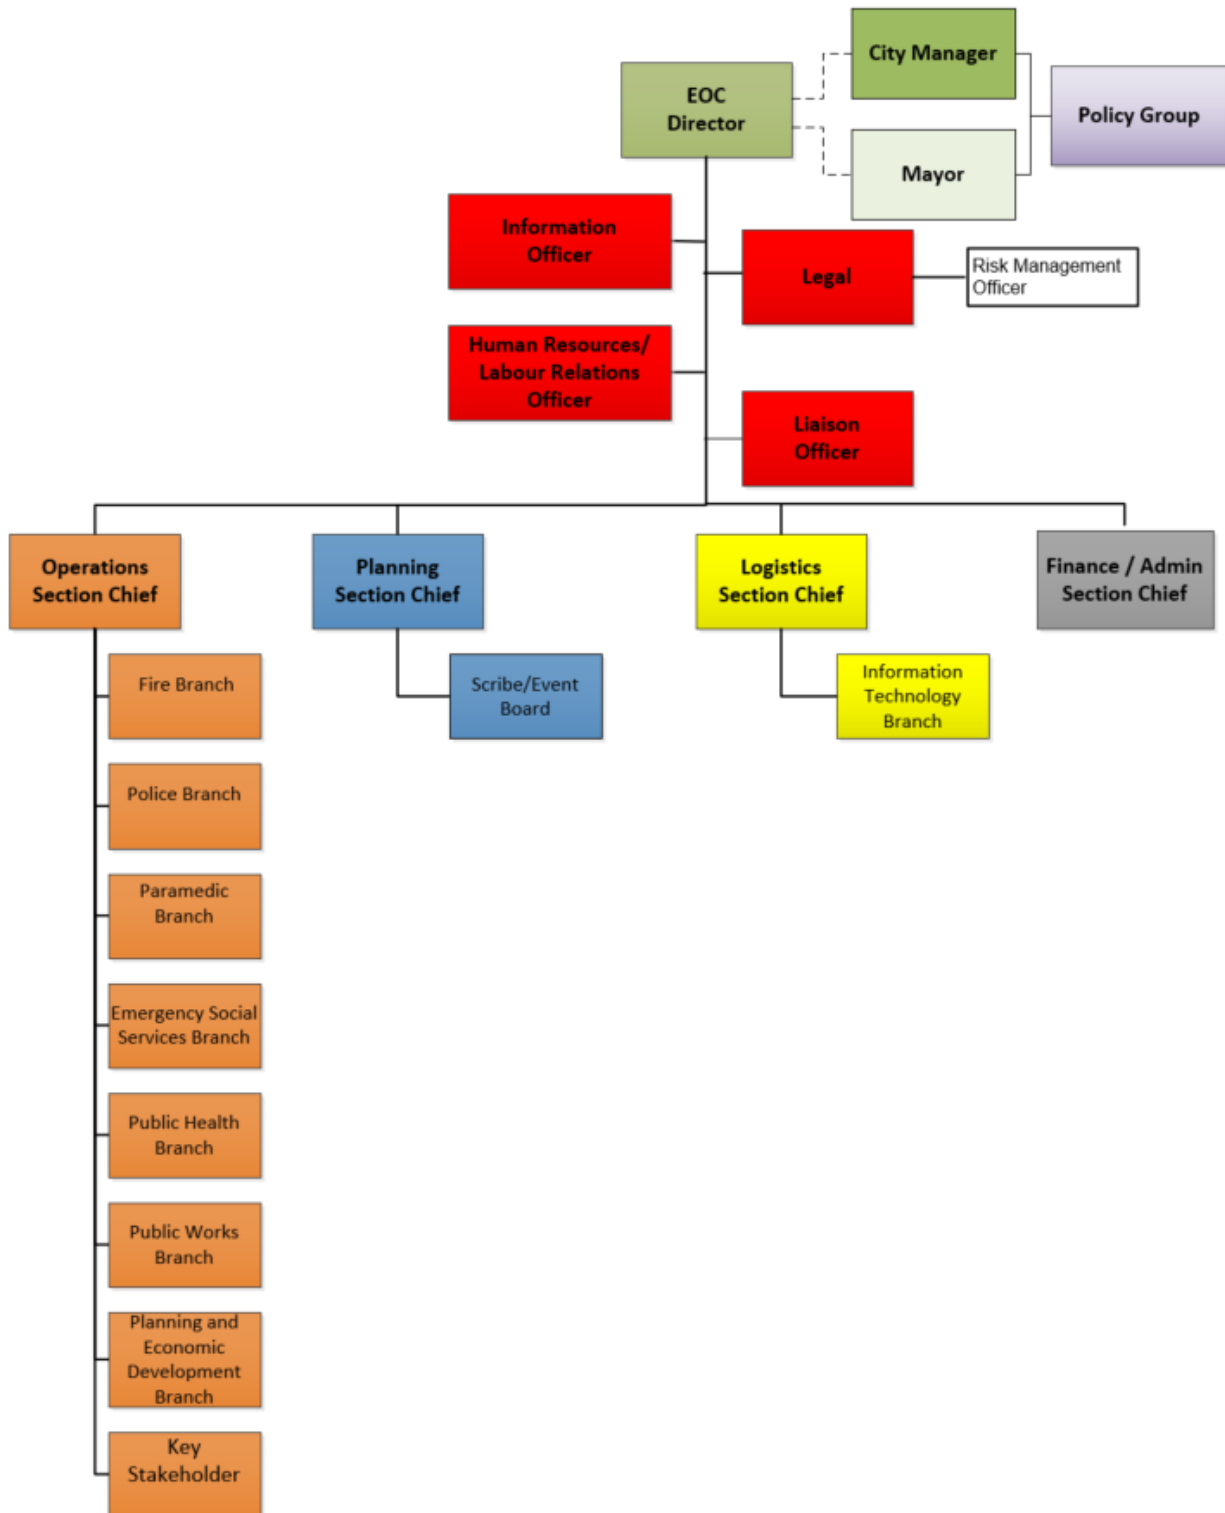 City Manager
EOC
Director
Policy Group
Mayor
Information
Officer
Legal
Risk Management
Officer
Human Resources/
Labour Relations
Officer
Liaison
Officer
Operations
Section Chief
Planning
Section Chief
Logistics
Section Chief
Finance / Admin
Section Chief
Fire Branch
Scribe/Event
Board
Information
Technology
Branch
Police Branch
Paramedic
Branch
Emergency Social
Services Branch
Public Health
Branch
Public Works
Branch
Planning and
Economic
Development
Branch
Key
Stakeholder